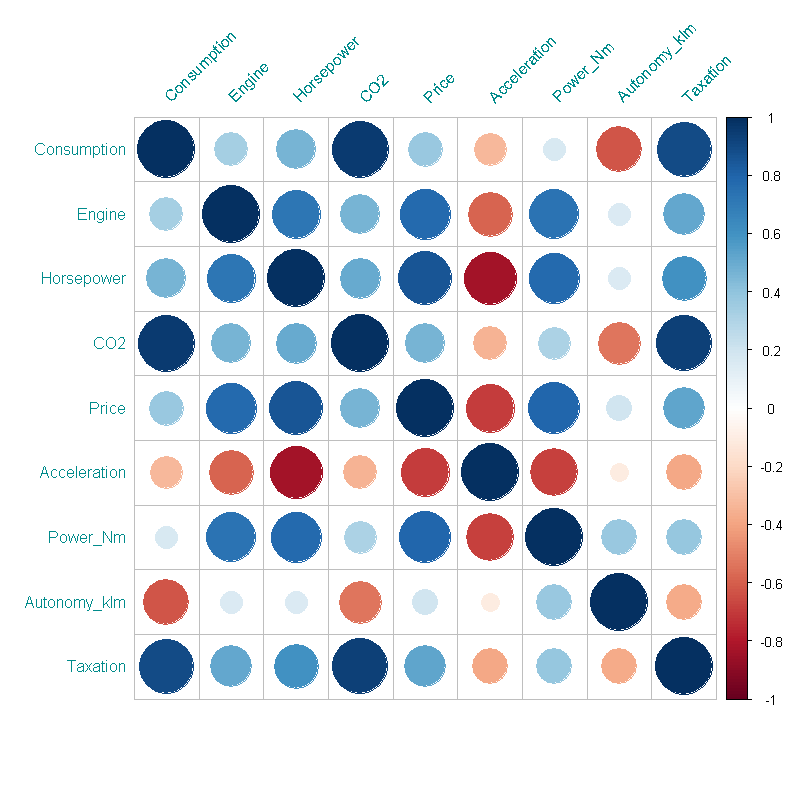 Consumption
Engine
Horsepower
CO2
Price
Acceleration
Power_Nm
Autonomy_klm
Taxation
Consumption
Engine
Horsepower
CO2
Price
Acceleration
Power_Nm
Autonomy_klm
Taxation
1
0.8
0.6
0.4
0.2
0
-0.2
-0.4
-0.6
-0.8
-1